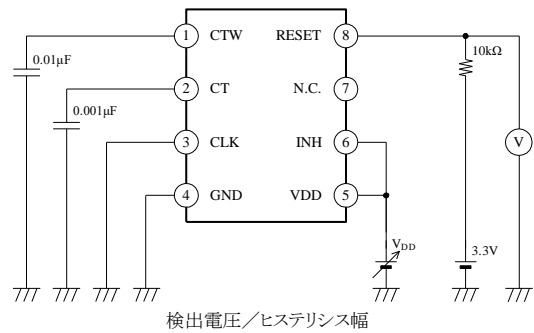 1 CTW RESET 8
0.01μF 10kΩ
2 CT N.C. 7
0.001μF
3 CLK INH 6
V
4 GND VDD 5
VDD 3.3V
検出電圧／ヒステリシス幅